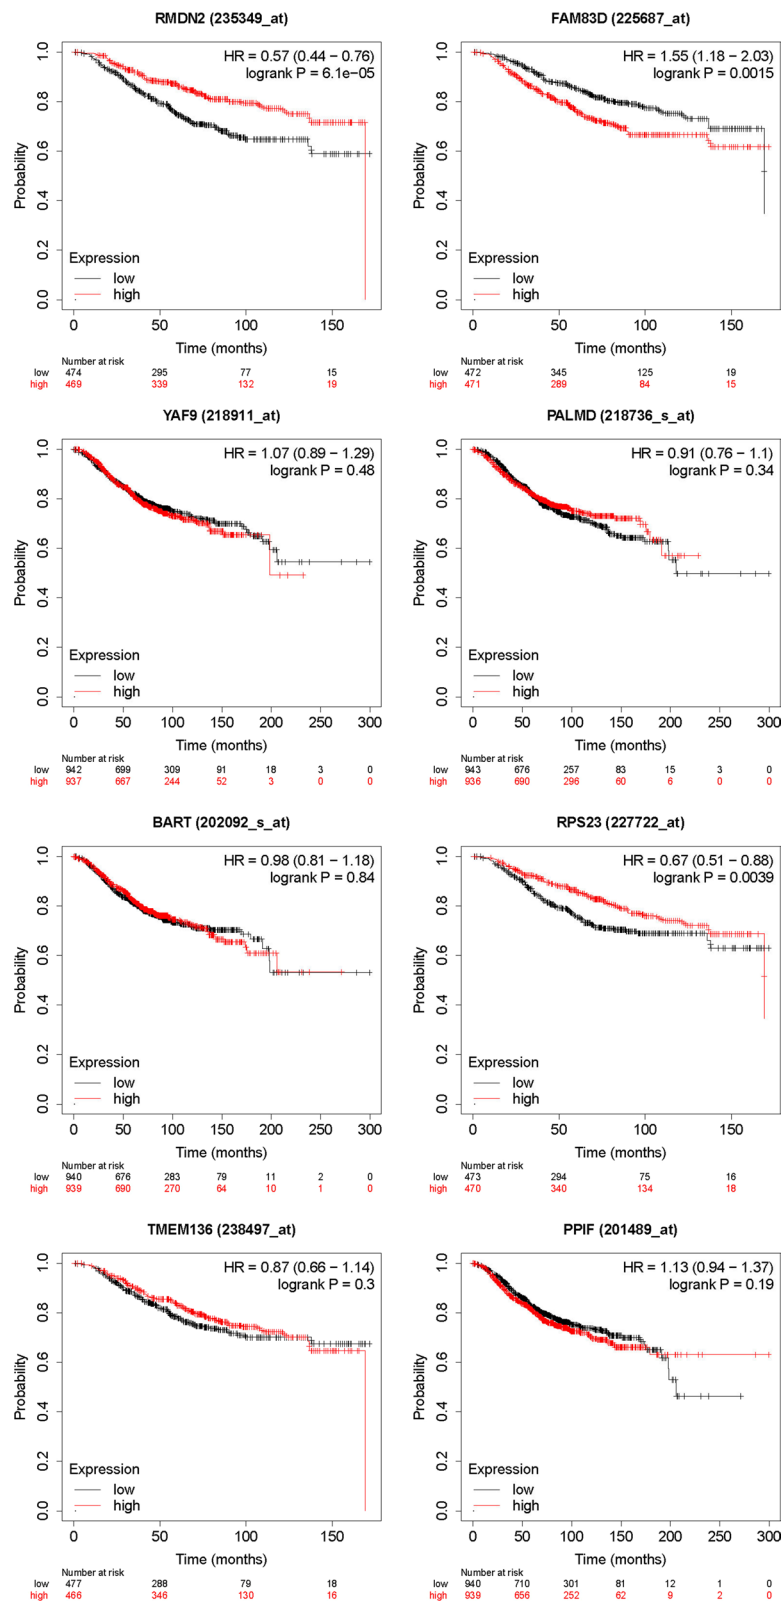 RMDN2 (235349_at)
HR = 0.57 (0.44 − 0.76)
logrank P = 6.1e−05
Probability
1.0
0.8
0.6
0.4
0.2
0.0
Expression
low
high
0 50 100 150
Time (months)
Number at risk
low 474 295 77 15
high 469 339 132 19
FAM83D (225687_at)
HR = 1.55 (1.18 − 2.03)
logrank P = 0.0015
Probability
1.0
0.8
0.6
0.4
0.2
0.0
Expression
low
high
0 50 100 150
Time (months)
Number at risk
low 472 345 125 19
high 471 289 84 15
YAF9 (218911_at)
HR = 1.07 (0.89 − 1.29)
logrank P = 0.48
Probability
1.0
0.8
0.6
0.4
0.2
0.0
Expression
low
high
0 50 100 150 200 250 300
Time (months)
Number at risk
low 942 699 309 91 18 3 0
high 937 667 244 52 3 0 0
PALMD (218736_s_at)
HR = 0.91 (0.76 − 1.1)
logrank P = 0.34
Probability
1.0
0.8
0.6
0.4
0.2
0.0
Expression
low
high
0 50 100 150 200 250 300
Time (months)
Number at risk
low 943 676 257 83 15 3 0
high 936 690 296 60 6 0 0
BART (202092_s_at)
HR = 0.98 (0.81 − 1.18)
logrank P = 0.84
Probability
1.0
0.8
0.6
0.4
0.2
0.0
Expression
low
high
0 50 100 150 200 250 300
Time (months)
Number at risk
low 940 676 283 79 11 2 0
high 939 690 270 64 10 1 0
RPS23 (227722_at)
HR = 0.67 (0.51 − 0.88)
logrank P = 0.0039
Probability
1.0
0.8
0.6
0.4
0.2
0.0
Expression
low
high
0 50 100 150
Time (months)
Number at risk
low 473 294 75 16
high 470 340 134 18
TMEM136 (238497_at)
HR = 0.87 (0.66 − 1.14)
logrank P = 0.3
Probability
1.0
0.8
0.6
0.4
0.2
0.0
Expression
low
high
0 50 100 150
Time (months)
Number at risk
low 477 288 79 18
high 466 346 130 16
PPIF (201489_at)
HR = 1.13 (0.94 − 1.37)
logrank P = 0.19
Probability
1.0
0.8
0.6
0.4
0.2
0.0
Expression
low
high
0 50 100 150 200 250 300
Time (months)
Number at risk
low 940 710 301 81 12 1 0
high 939 656 252 62 9 2 0